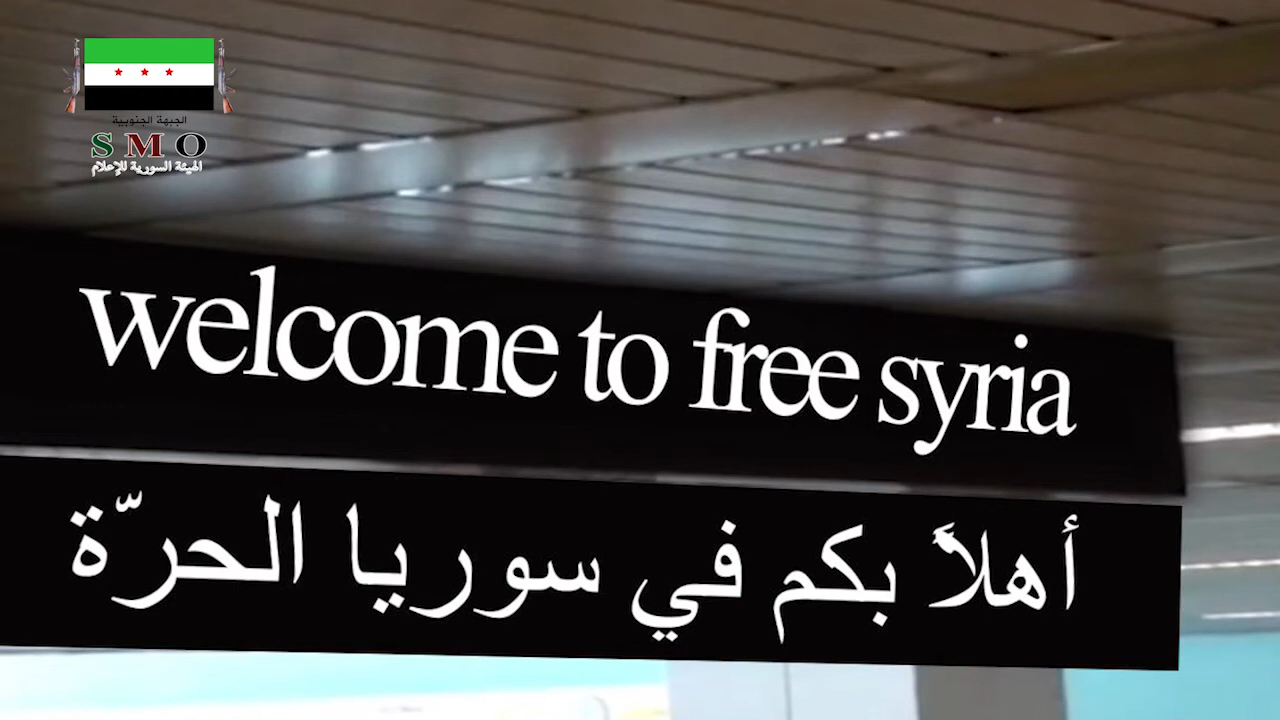 الجبهة الجنوبية
SMO
الهيئة السورية للإعلام
welcome to free syria
أهلاً بكم في سوريا الحرّة